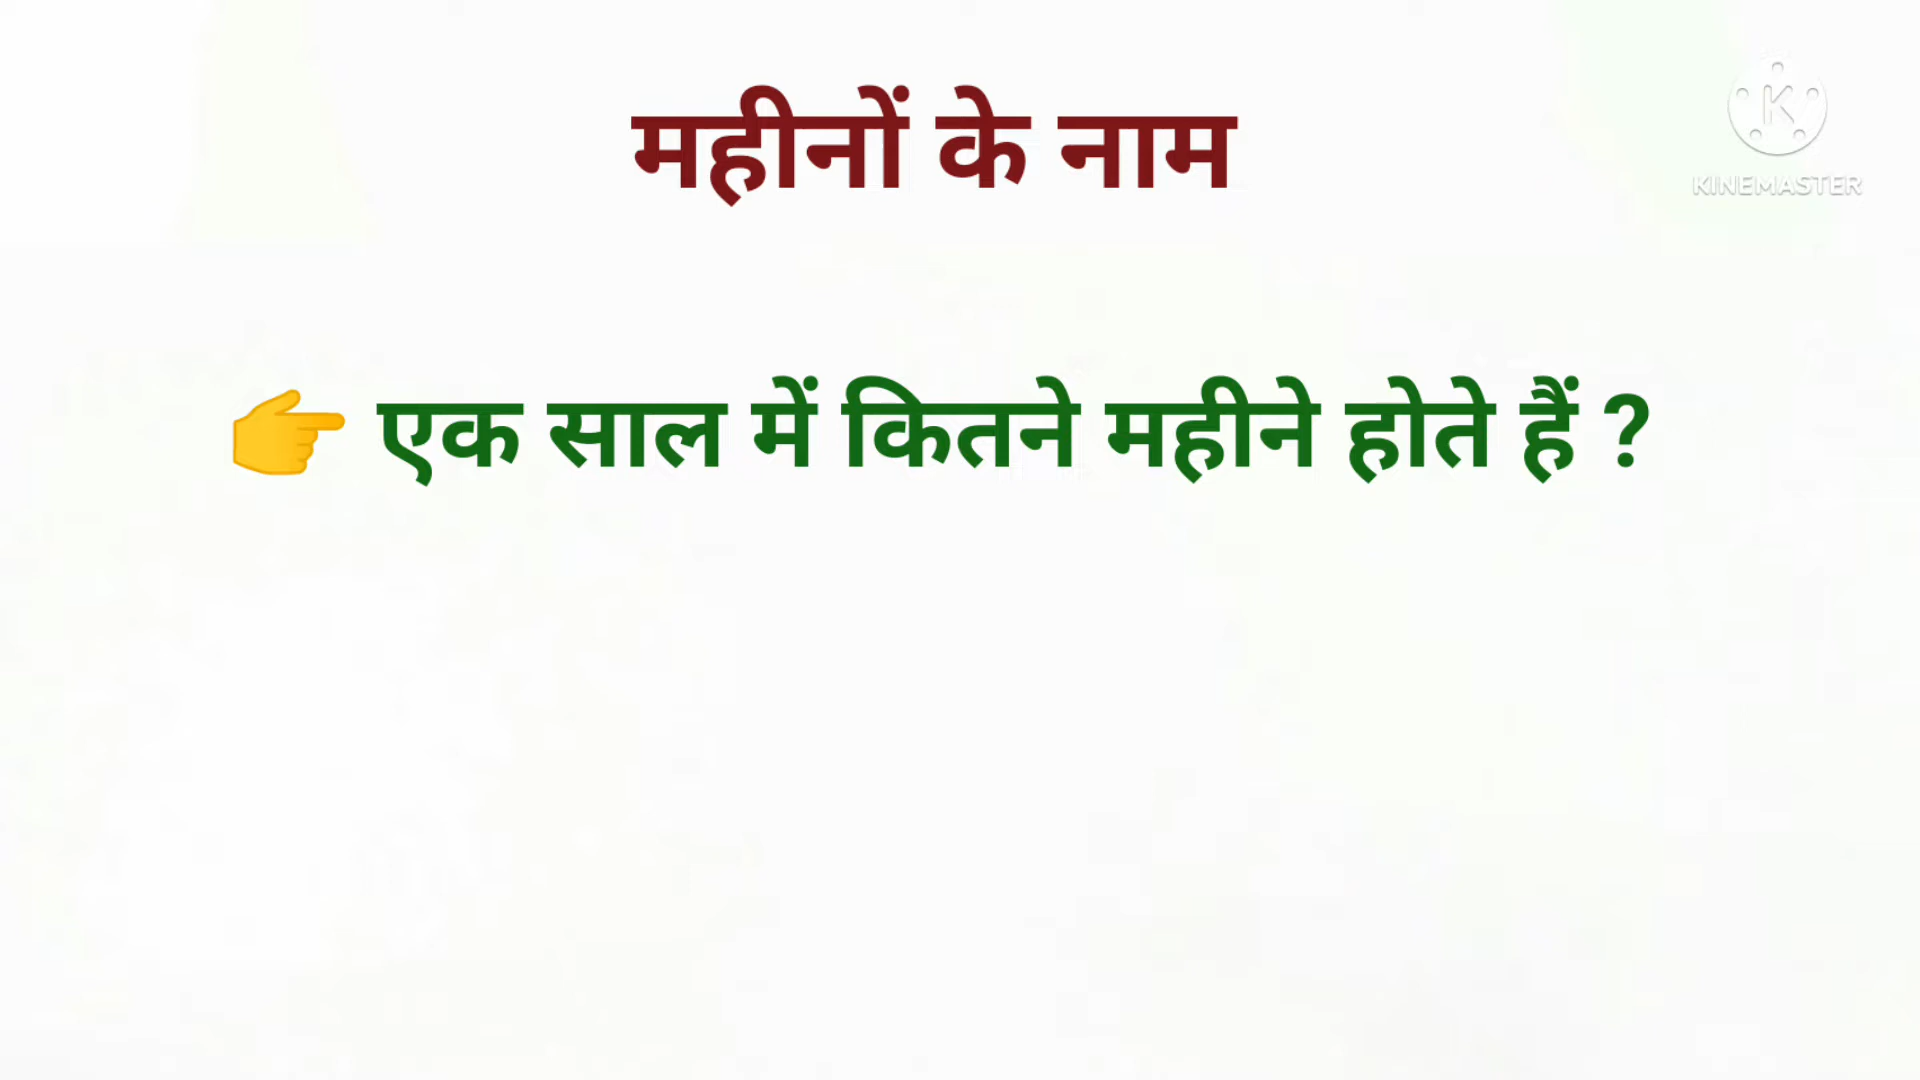 महीनों के नाम
K
KINEMASTER
👉 एक साल में कितने महीने होते हैं ?